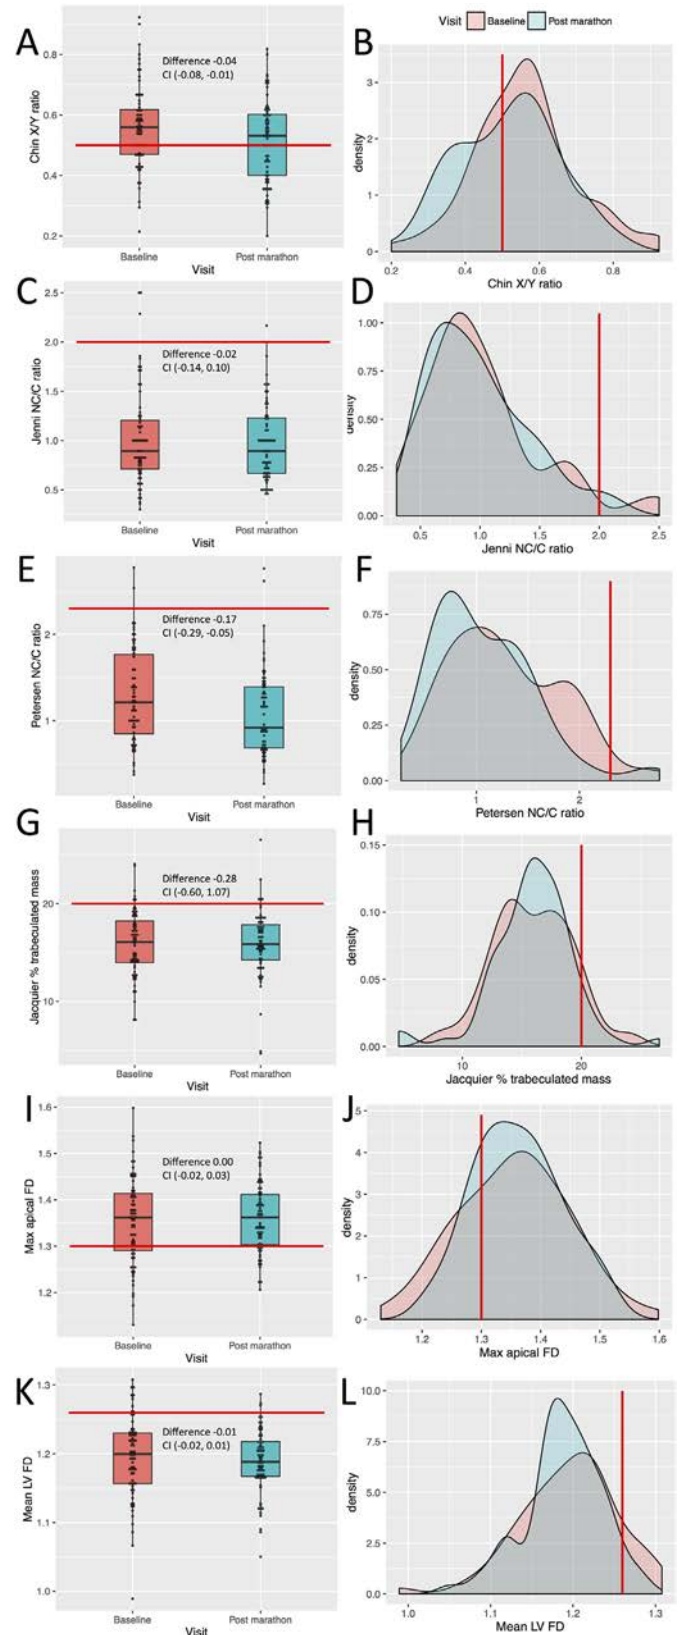 Visit Baseline Post marathon
A
Difference -0.04
CI (-0.08, -0.01)
0.8
0.6
0.4
0.2
Chin X/Y ratio
Baseline Post marathon
Visit
B
3
2
1
0
density
0.2 0.4 0.6 0.8
Chin X/Y ratio
C
2.5
2.0
1.5
1.0
0.5
Jenni NC/C ratio
Difference -0.02
CI (-0.14, 0.10)
Baseline Post marathon
Visit
D
1.00
0.75
0.50
0.25
0.00
density
0.5 1.0 1.5 2.0 2.5
Jenni NC/C ratio
E
2
1
Petersen NC/C ratio
Difference -0.17
CI (-0.29, -0.05)
Baseline Post marathon
Visit
F
0.75
0.50
0.25
0.00
density
1 2
Petersen NC/C ratio
G
20
10
Jacquier % trabeculated mass
Difference -0.28
CI (-0.60, 1.07)
Baseline Post marathon
Visit
H
0.15
0.10
0.05
0.00
density
10 20
Jacquier % trabeculated mass
I
1.6
1.5
1.4
1.3
1.2
Max apical FD
Difference 0.00
CI (-0.02, 0.03)
Baseline Post marathon
Visit
J
5
4
3
2
1
0
density
1.2 1.3 1.4 1.5 1.6
Max apical FD
K
1.3
1.2
1.1
1.0
Mean LV FD
Difference -0.01
CI (-0.02, 0.01)
Baseline Post marathon
Visit
L
10.0
7.5
5.0
2.5
0.0
density
1.0 1.1 1.2 1.3
Mean LV FD